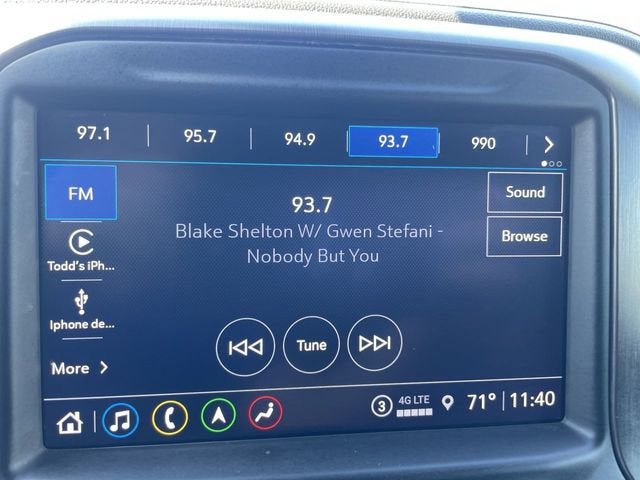 97.1 95.7 94.9 93.7 990
FM
93.7
Sound
Blake Shelton W/ Gwen Stefani -
Nobody But You
Browse
Todd's iPh...
Iphone de...
Tune
More
3 4G LTE 71° 11:40